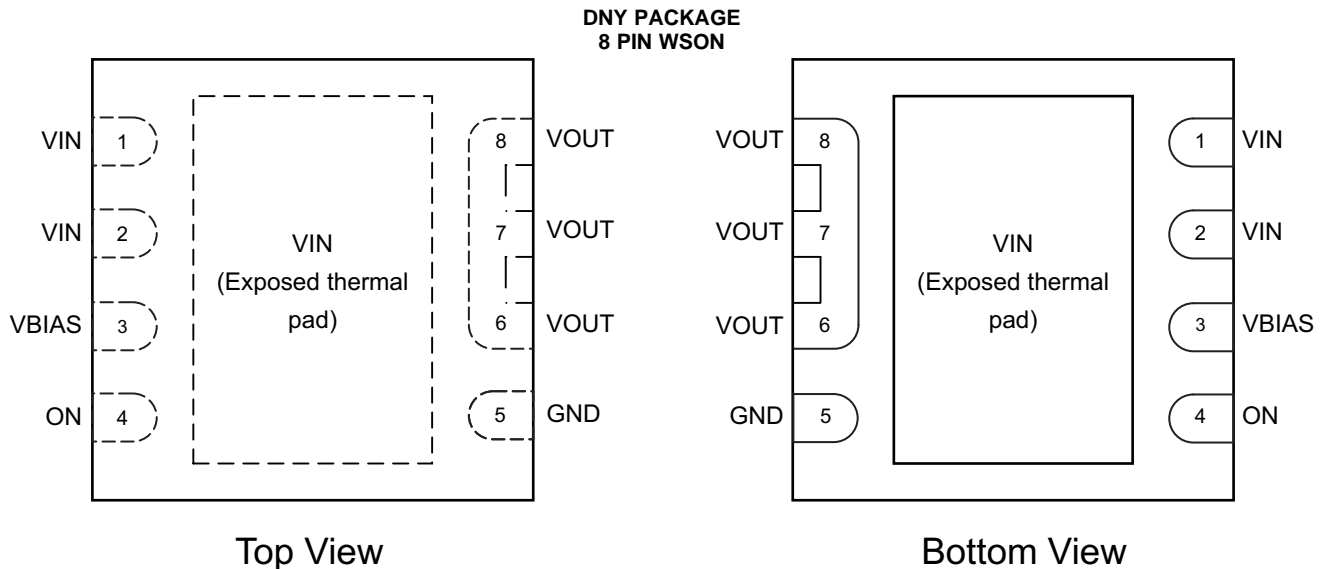 DNY PACKAGE
8 PIN WSON
VIN 1
VIN 2
VBIAS 3
ON 4
VIN
(Exposed thermal
pad)
8 VOUT
7 VOUT
6 VOUT
5 GND
Top View
VOUT 8
VOUT 7
VOUT 6
GND 5
VIN
(Exposed thermal
pad)
1 VIN
2 VIN
3 VBIAS
4 ON
Bottom View